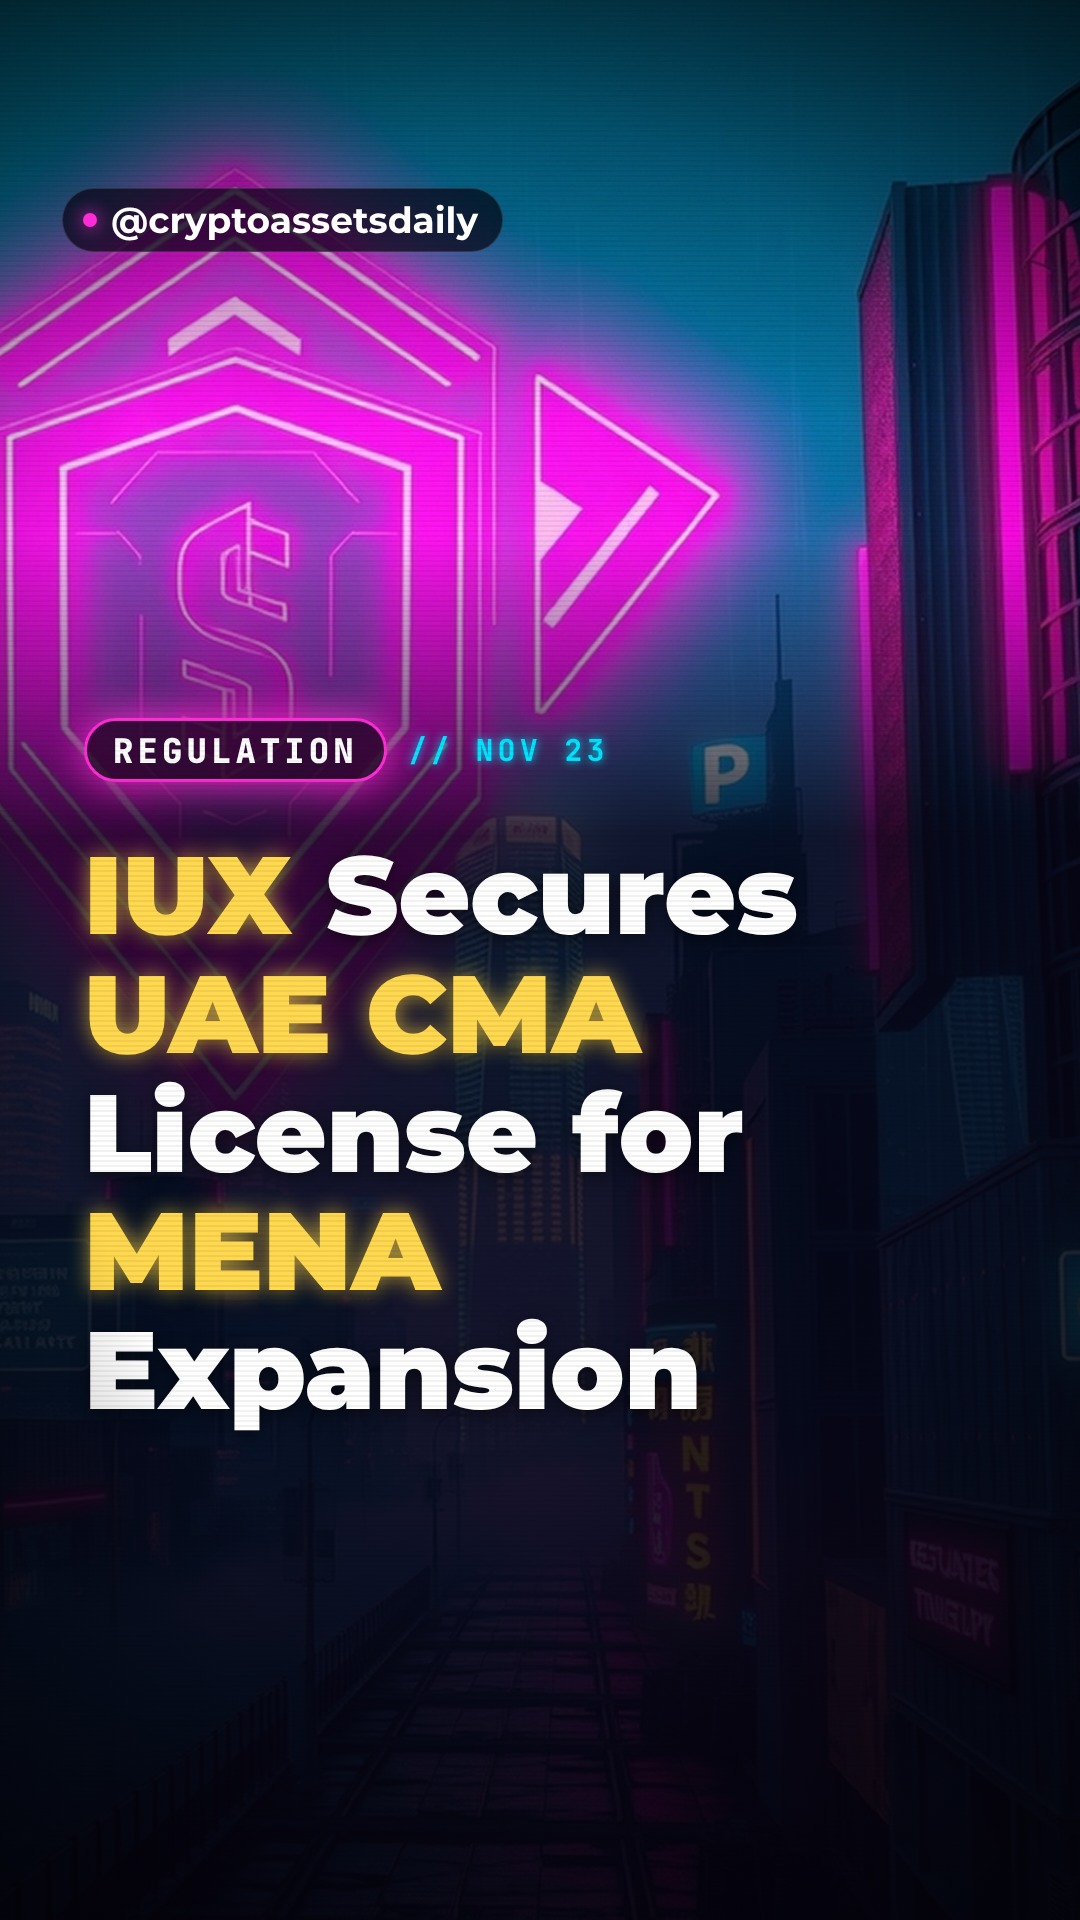 @cryptoassetsdaily
REGULATION // NOV 23
P
IUX Secures
UAE CMA
License for
MENA
Expansion
N
T
S